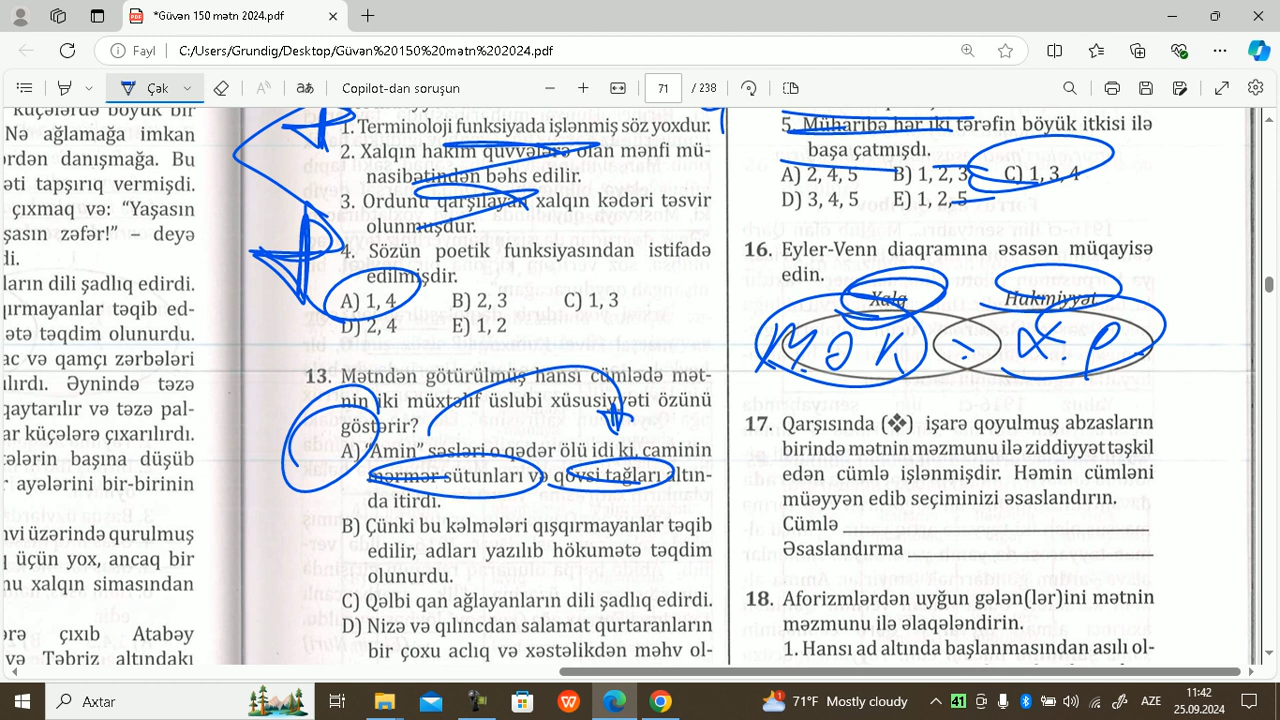 *Güvən 150 mətn 2024.pdf
Fayl
C:/Users/Grundig/Desktop/Güvən%20150%20mətn%202024.pdf
Çək
Copilot-dan soruşun
71
/ 238
küçələrdə böyük bir
Nə ağlamağa imkan
rdən danışmağa. Bu
əti tapşırıq vermişdi.
çıxmaq və: “Yaşasın
şasın zəfər!” – deyə
di.
ların dili şadlıq edirdi.
ışqırmayanlar təqib ed-
ətə təqdim olunurdu.
ac və qamçı zərbələri
ılırdı. Əynində təzə
qaytarılır və təzə pal-
ar küçələrə çıxarılırdı.
ələrin başına düşüb
r ayələrini bir-birinin
vi üzərində qurulmuş
q üçün yox, ancaq bir
nu xalqın simasından
ərə çıxıb Atabəy
və Təbriz altındakı
1. Terminoloji funksiyada işlənmiş söz yoxdur.
2. Xalqın hakim qüvvələrə olan mənfi mü-
nasibətindən bəhs edilir.
3. Ordunu qarşılayan xalqın kədəri təsvir
olunmuşdur.
4. Sözün poetik funksiyasından istifadə
edilmişdir.
A) 1, 4 B) 2, 3 C) 1, 3
D) 2, 4 E) 1, 2
13. Mətndən götürülmüş hansı cümlədə mət-
nin iki müxtəlif üslubi xüsusiyyəti özünü
göstərir?
A) “Amin” səsləri o qədər ölü idi ki, caminin
mərmər sütunları və qövsi tağları altın-
da itirdi.
B) Çünki bu kəlmələri qışqırmayanlar təqib
edilir, adları yazılıb hökumətə təqdim
olunurdu.
C) Qəlbi qan ağlayanların dili şadlıq edirdi.
D) Nizə və qılıncdan salamat qurtaranların
bir çoxu aclıq və xəstəlikdən məhv ol-
5. Müharibə hər iki tərəfin böyük itkisi ilə
başa çatmışdı.
A) 2, 4, 5 B) 1, 2, 3 C) 1, 3, 4
D) 3, 4, 5 E) 1, 2, 5
16. Eyler-Venn diaqramına əsasən müqayisə
edin.
Xalq Hakimiyyət
17. Qarşısında (❖) işarə qoyulmuş abzasların
birində mətnin məzmunu ilə ziddiyyət təşkil
edən cümlə işlənmişdir. Həmin cümləni
müəyyən edib seçiminizi əsaslandırın.
Cümlə
Əsaslandırma
18. Aforizmlərdən uyğun gələn(lər)ini mətnin
məzmunu ilə əlaqələndirin.
1. Hansı ad altında başlanmasından asılı ol-
Axtar
71°F Mostly cloudy
41
AZE
11:42
25.09.2024